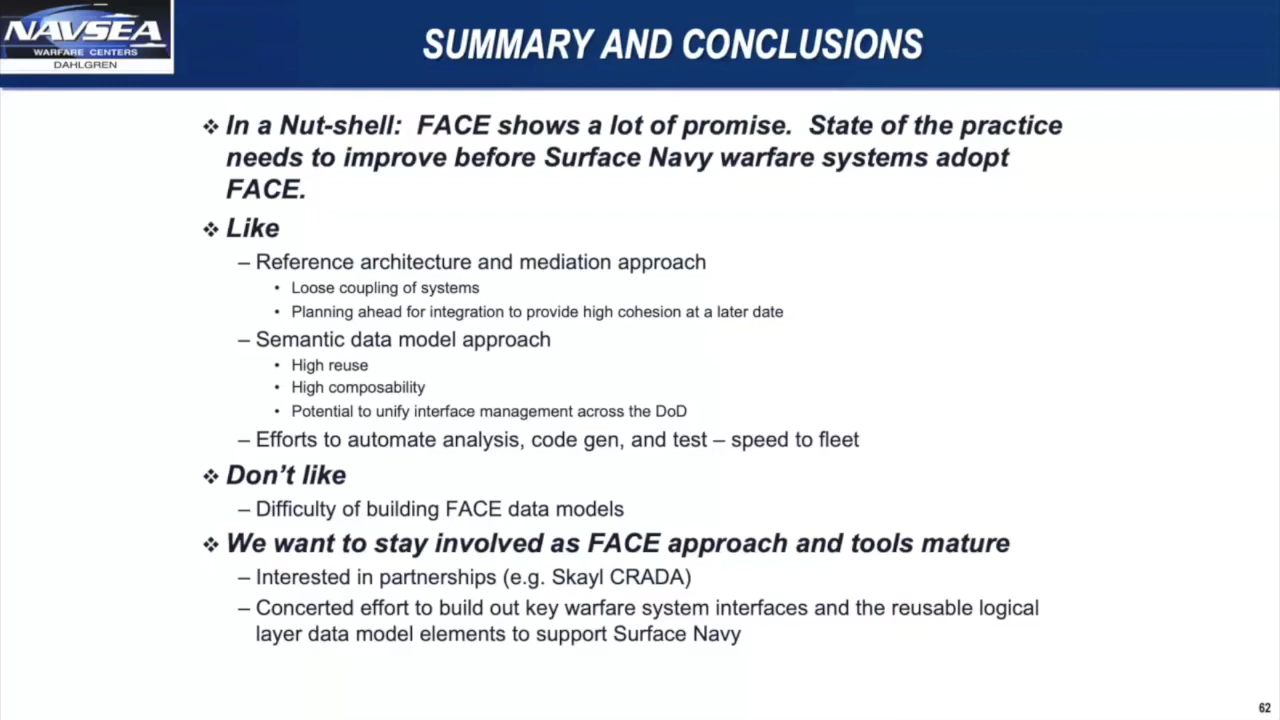 NAVSEA
WARFARE CENTERS
DAHLGREN
SUMMARY AND CONCLUSIONS
❖ In a Nut-shell: FACE shows a lot of promise. State of the practice
needs to improve before Surface Navy warfare systems adopt
FACE.
❖ Like
– Reference architecture and mediation approach
• Loose coupling of systems
• Planning ahead for integration to provide high cohesion at a later date
– Semantic data model approach
• High reuse
• High composability
• Potential to unify interface management across the DoD
– Efforts to automate analysis, code gen, and test – speed to fleet
❖ Don't like
– Difficulty of building FACE data models
❖ We want to stay involved as FACE approach and tools mature
– Interested in partnerships (e.g. Skayl CRADA)
– Concerted effort to build out key warfare system interfaces and the reusable logical
layer data model elements to support Surface Navy
62